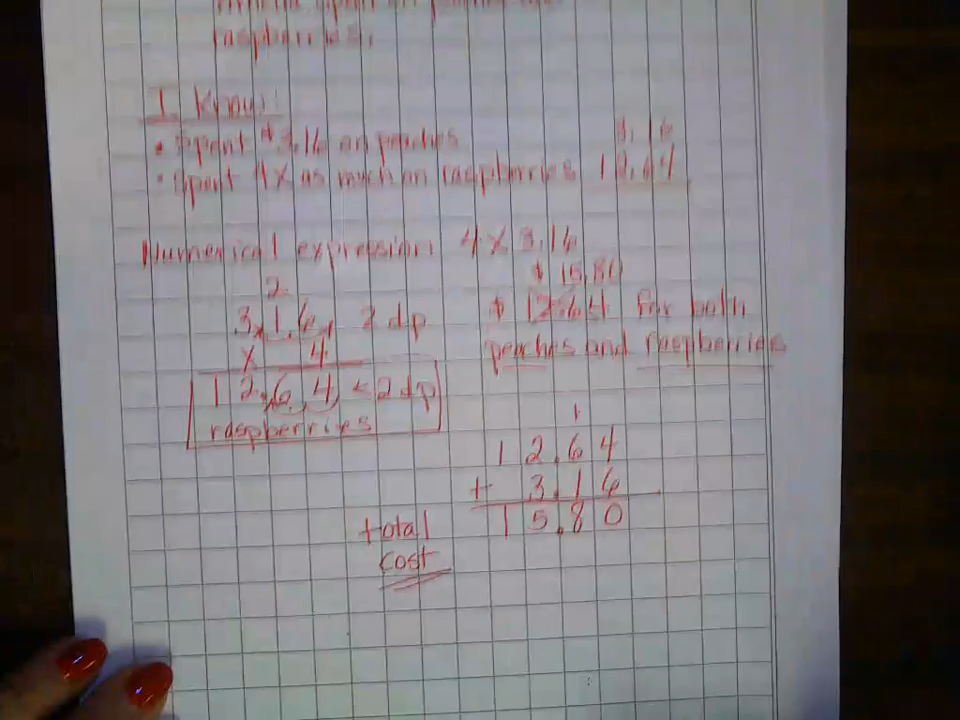 raspberries.
I Know:
• Spent $3.16 on peaches 3.16
• Spent 4X as much on raspberries 12.64
Numerical expression 4 x 3.16
$ 15.80
2
3.16 2 dp
$ 12.64 for both
peaches and raspberries
x 4
12.64 < 2 dp
raspberries
1
12.64
+ 3.16
total 15.80
cost